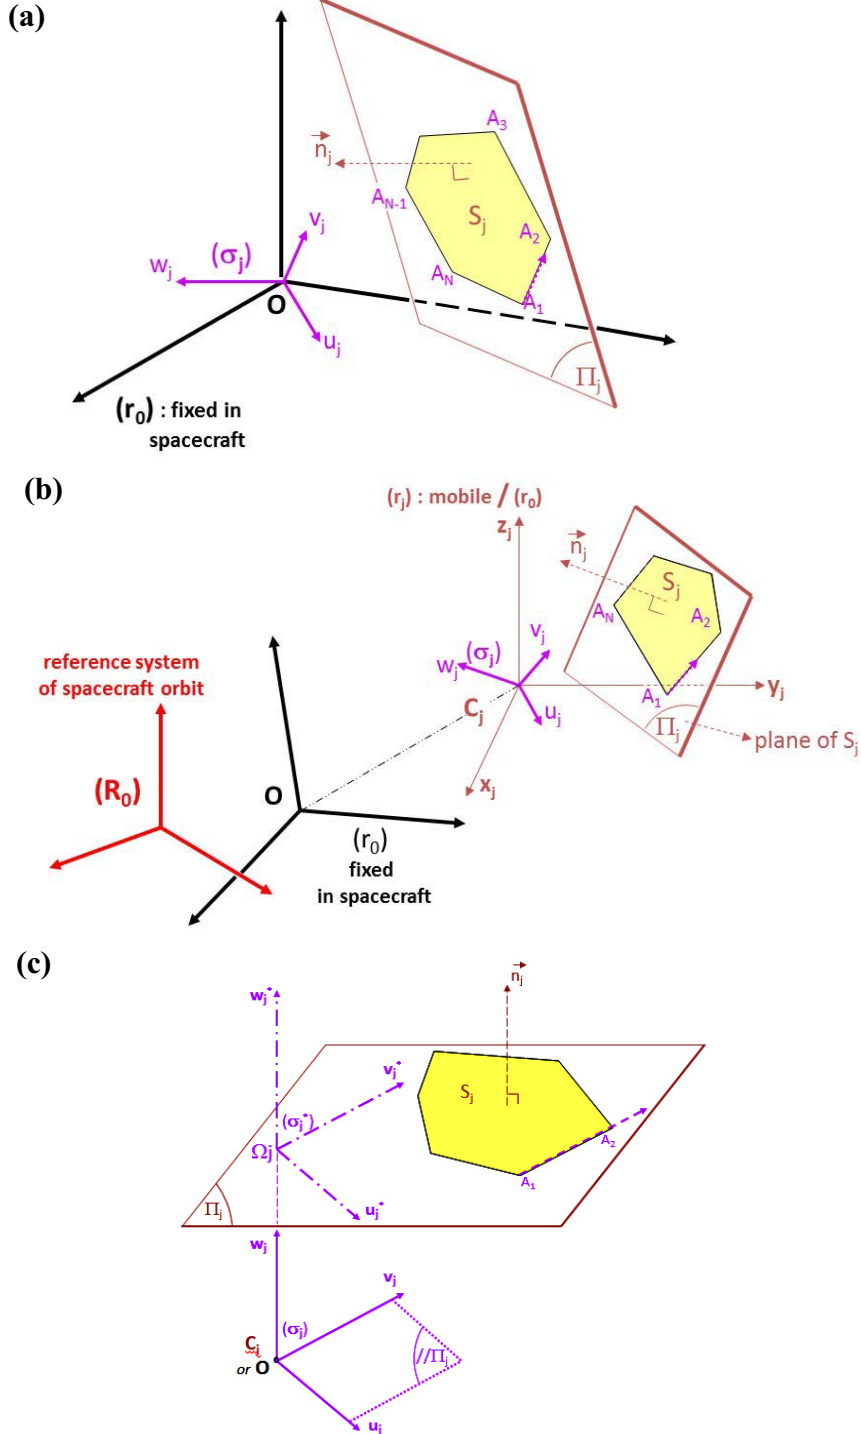 (a)
A₃
n⃗ⱼ
A_N-1
Sⱼ
vⱼ
A₂
(σⱼ)
wⱼ
A_N
O
A₁
uⱼ
Πⱼ
(r₀) : fixed in
spacecraft
(b)
(rⱼ) : mobile / (r₀)
zⱼ
n⃗ⱼ
Sⱼ
A_N
A₂
vⱼ
reference system
of spacecraft orbit
(σⱼ)
wⱼ
A₁
yⱼ
Cⱼ
uⱼ
Πⱼ
plane of Sⱼ
(R₀)
O
xⱼ
(r₀)
fixed
in spacecraft
(c)
n⃗ⱼ
wⱼ*
vⱼ*
Sⱼ
(σⱼ*)
Ωj
A₂
A₁
Πⱼ
uⱼ*
wⱼ
vⱼ
(σⱼ)
Cⱼ
or O
//Πⱼ
uⱼ